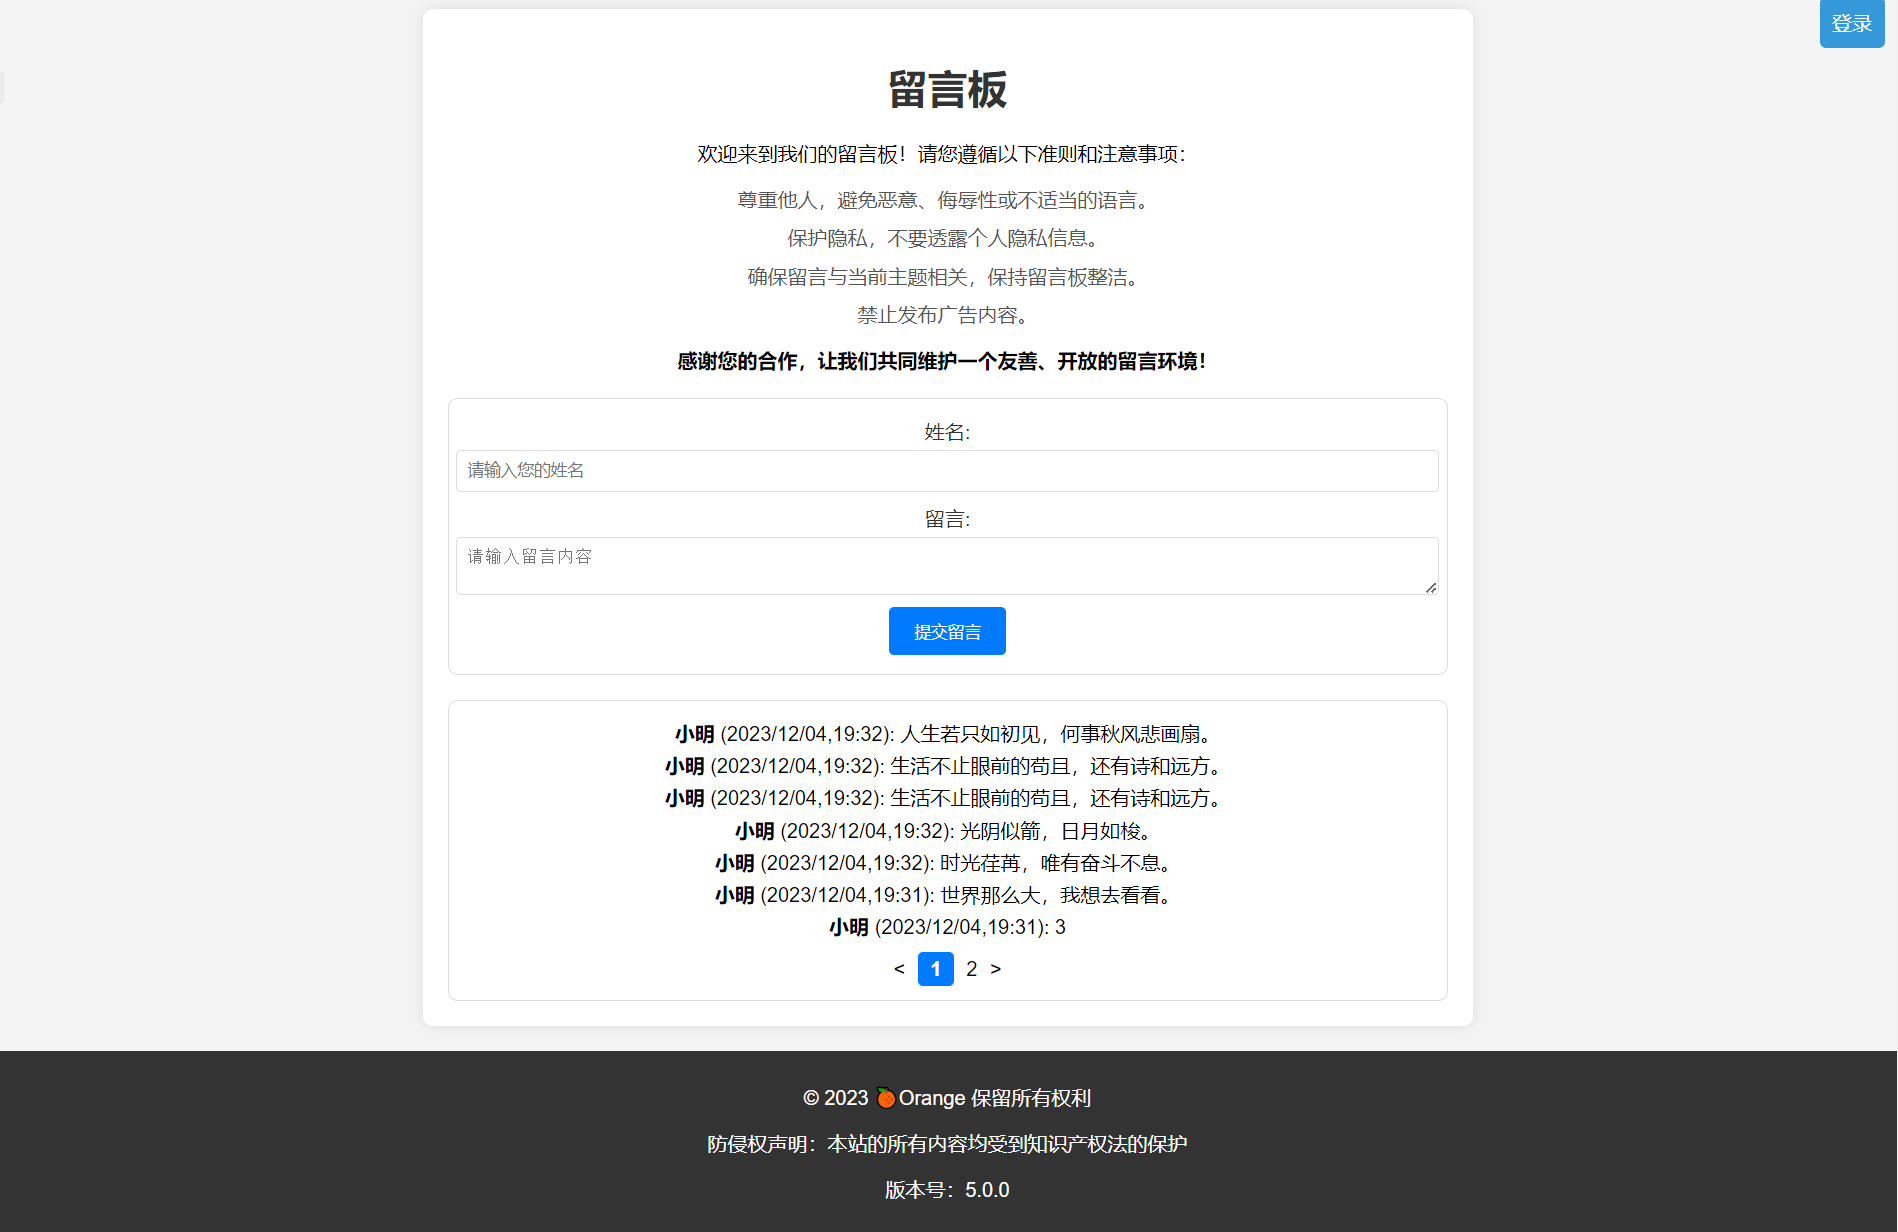 登录
留言板
欢迎来到我们的留言板！请您遵循以下准则和注意事项：
尊重他人，避免恶意、侮辱性或不适当的语言。
保护隐私，不要透露个人隐私信息。
确保留言与当前主题相关，保持留言板整洁。
禁止发布广告内容。
感谢您的合作，让我们共同维护一个友善、开放的留言环境！
姓名:
请输入您的姓名
留言:
请输入留言内容
提交留言
小明 (2023/12/04,19:32): 人生若只如初见，何事秋风悲画扇。
小明 (2023/12/04,19:32): 生活不止眼前的苟且，还有诗和远方。
小明 (2023/12/04,19:32): 生活不止眼前的苟且，还有诗和远方。
小明 (2023/12/04,19:32): 光阴似箭，日月如梭。
小明 (2023/12/04,19:32): 时光荏苒，唯有奋斗不息。
小明 (2023/12/04,19:31): 世界那么大，我想去看看。
小明 (2023/12/04,19:31): 3
< 1 2 >
© 2023 🍊Orange 保留所有权利
防侵权声明：本站的所有内容均受到知识产权法的保护
版本号：5.0.0